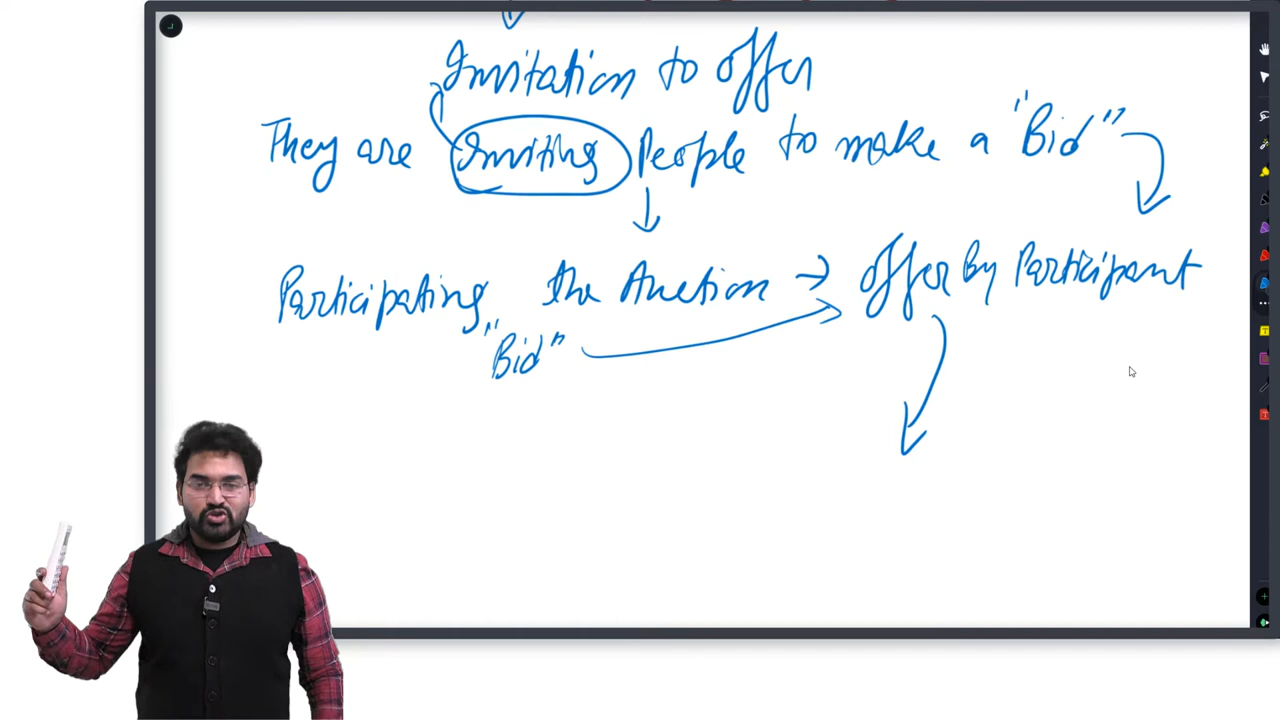 Invitation to offer
They are Inviting People to make a "Bid"
Participating the Auction → offer By Participant
"Bid"